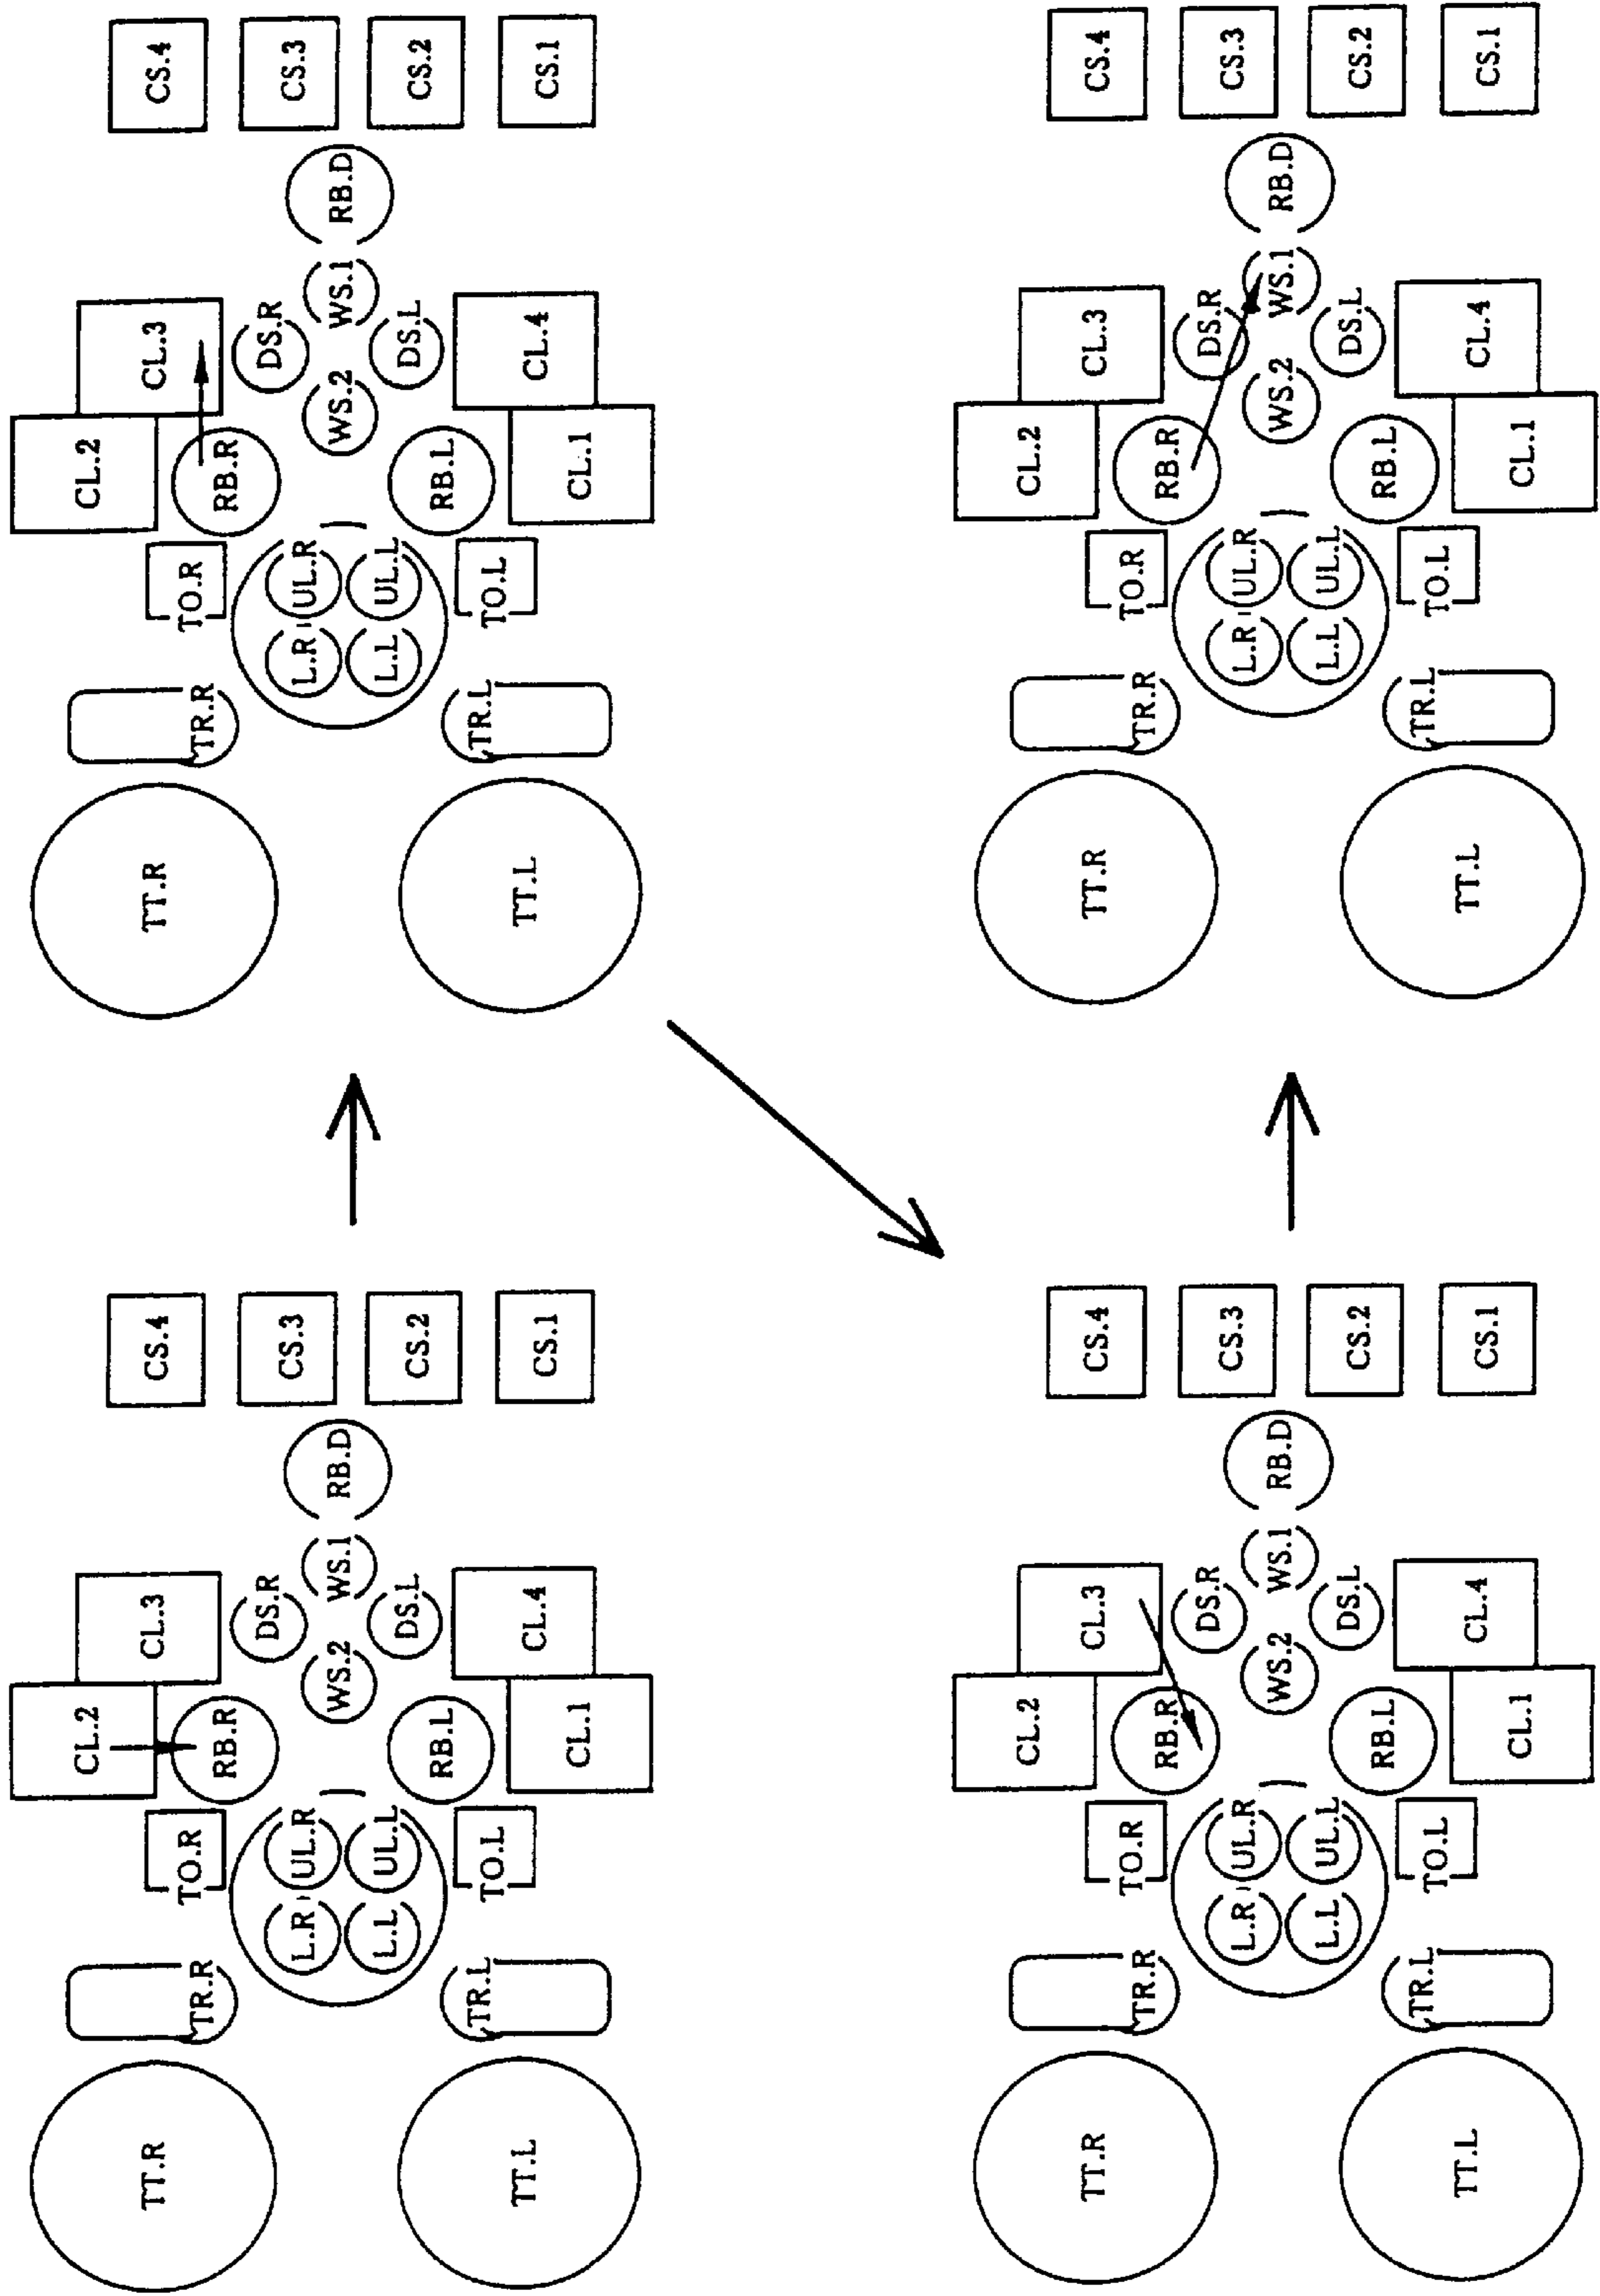 CL.2
TT.R
CL.3
CS.4
TR.R
TO.R
RB.R
DS.R
CS.3
L.R
UL.R
WS.2
WS.1
RB.D
L.L
UL.L
DS.L
CS.2
RB.L
TR.L
TO.L
TT.L
CL.4
CS.1
CL.1
CL.2
TT.R
CL.3
CS.4
TR.R
TO.R
RB.R
DS.R
CS.3
L.R
UL.R
WS.2
WS.1
RB.D
L.L
UL.L
DS.L
CS.2
RB.L
TR.L
TO.L
TT.L
CL.4
CS.1
CL.1
CL.2
TT.R
CL.3
CS.4
TR.R
TO.R
RB.R
DS.R
CS.3
L.R
UL.R
WS.2
WS.1
RB.D
L.L
UL.L
DS.L
CS.2
RB.L
TR.L
TO.L
TT.L
CL.4
CS.1
CL.1
CL.2
TT.R
CL.3
CS.4
TR.R
TO.R
RB.R
DS.R
CS.3
L.R
UL.R
WS.2
WS.1
RB.D
L.L
UL.L
DS.L
CS.2
RB.L
TR.L
TO.L
TT.L
CL.4
CS.1
CL.1